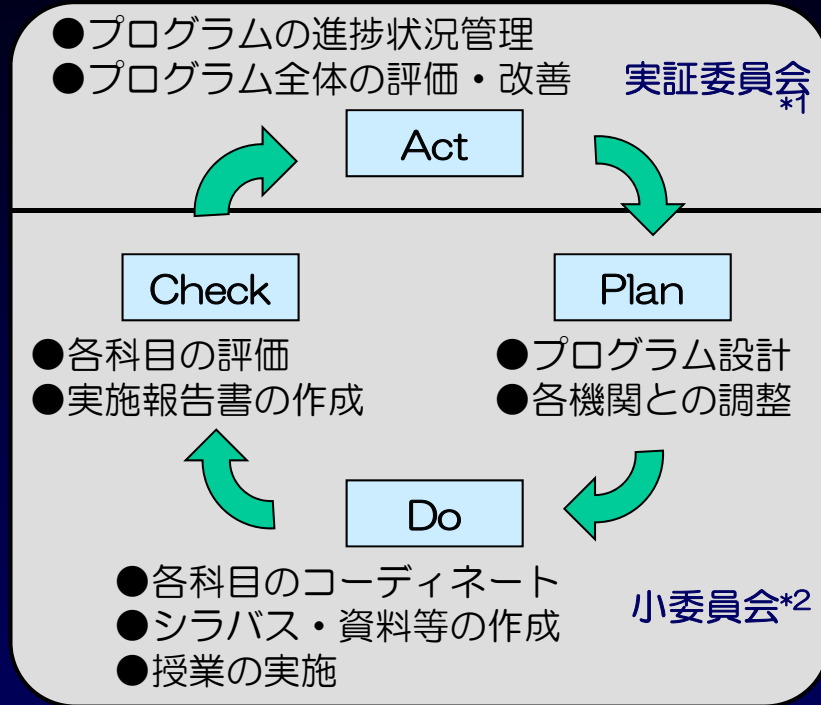 ●プログラムの進捗状況管理
●プログラム全体の評価・改善
実証委員会
*1
Act
Check
Plan
●各科目の評価
●実施報告書の作成
●プログラム設計
●各機関との調整
Do
●各科目のコーディネート
●シラバス・資料等の作成
●授業の実施
小委員会*2